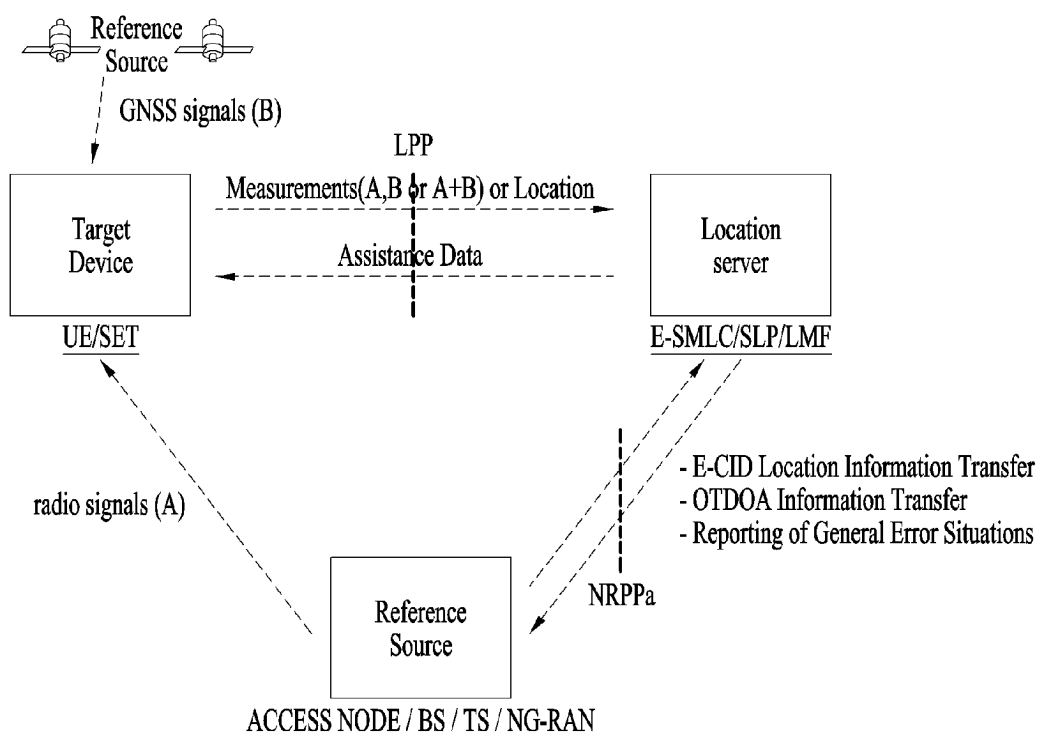 Reference
Source
GNSS signals (B)
LPP
Measurements(A,B or A+B) or Location
Assistance Data
Target
Device
UE/SET
Location
server
E-SMLC/SLP/LMF
radio signals (A)
- E-CID Location Information Transfer
- OTDOA Information Transfer
- Reporting of General Error Situations
NRPPa
Reference
Source
ACCESS NODE / BS / TS / NG-RAN